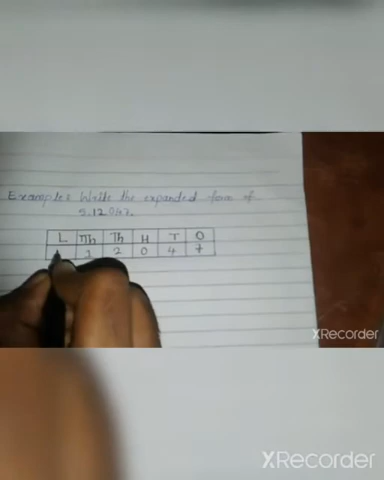 Example: Write the expanded form of
5,12,047.
L TTh Th H T O
1 2 0 4 7
XRecorder
XRecorder